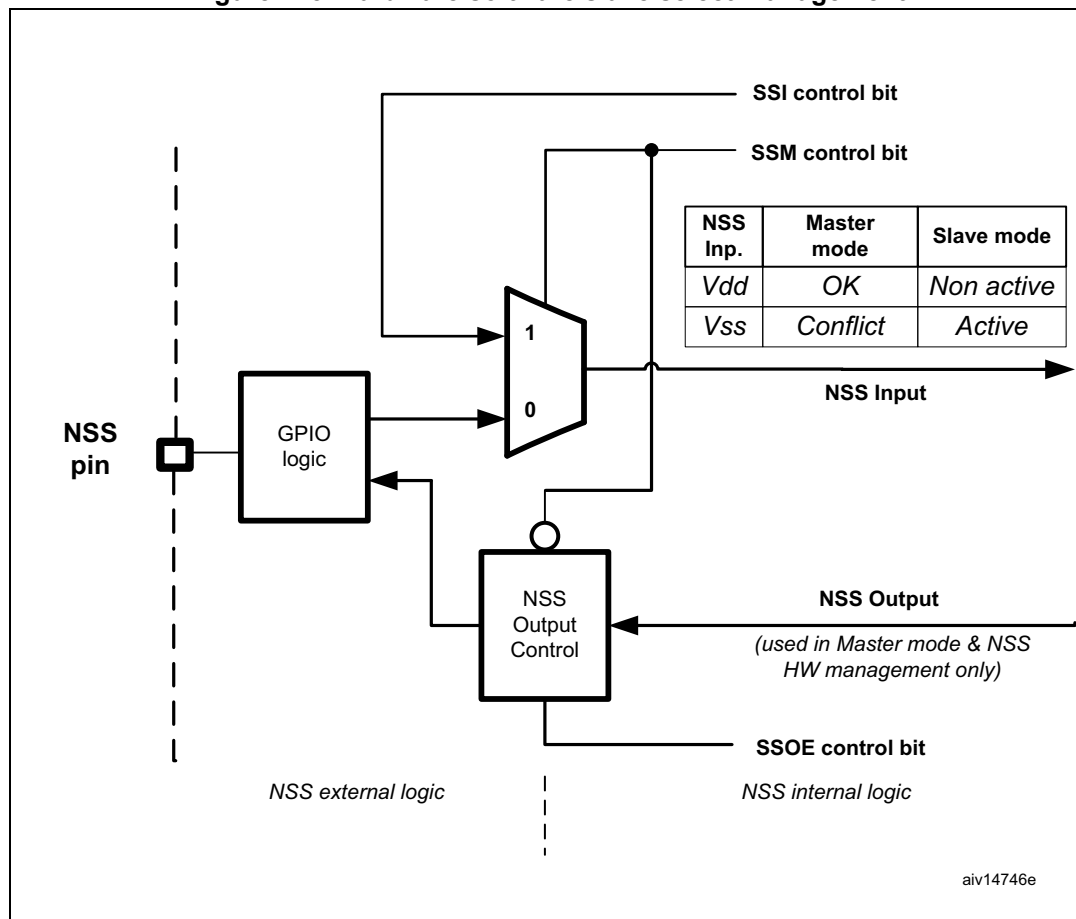 SSI control bit
SSM control bit
NSS Inp.
Master mode
Slave mode
Vdd
OK
Non active
Vss
Conflict
Active
1
0
NSS Input
NSS
pin
GPIO
logic
NSS
Output
Control
NSS Output
(used in Master mode & NSS
HW management only)
SSOE control bit
NSS external logic
NSS internal logic
aiv14746e